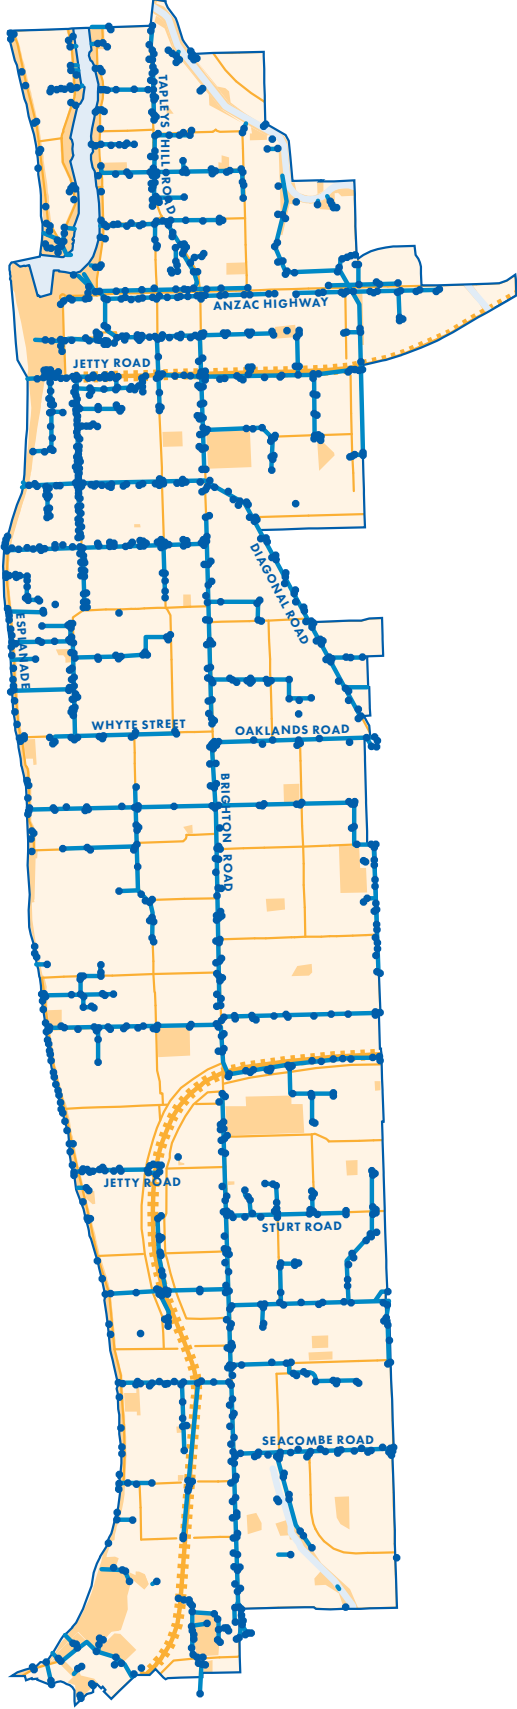 TAPLEYS HILL ROAD
ANZAC HIGHWAY
JETTY ROAD
DIAGONAL ROAD
ESPLANADE
WHYTE STREET
OAKLANDS ROAD
BRIGHTON ROAD
JETTY ROAD
STURT ROAD
SEACOMBE ROAD